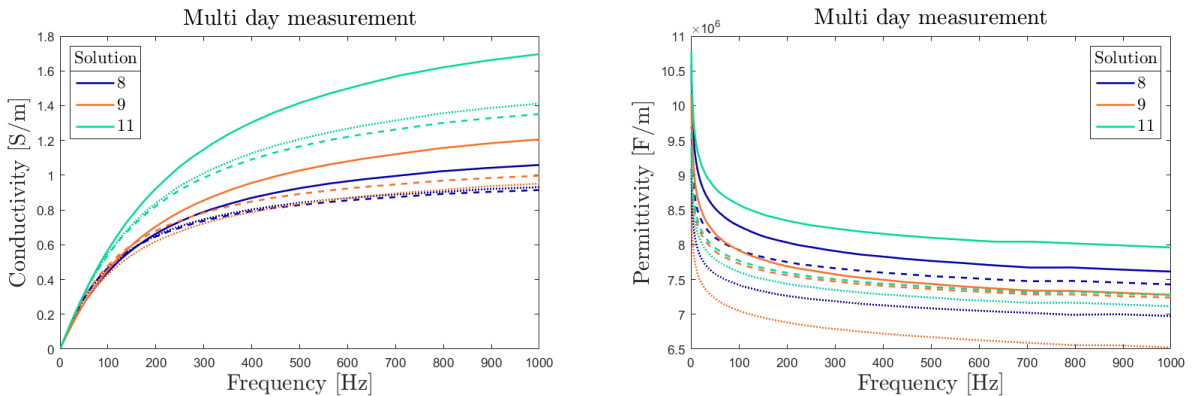 Multi day measurement
1.8
1.6
1.4
1.2
1
0.8
0.6
0.4
0.2
0
Conductivity [S/m]
Solution
8
9
11
0 100 200 300 400 500 600 700 800 900 1000
Frequency [Hz]
Multi day measurement
×10⁶
11
10.5
10
9.5
9
8.5
8
7.5
7
6.5
Permittivity [F/m]
Solution
8
9
11
0 100 200 300 400 500 600 700 800 900 1000
Frequency [Hz]